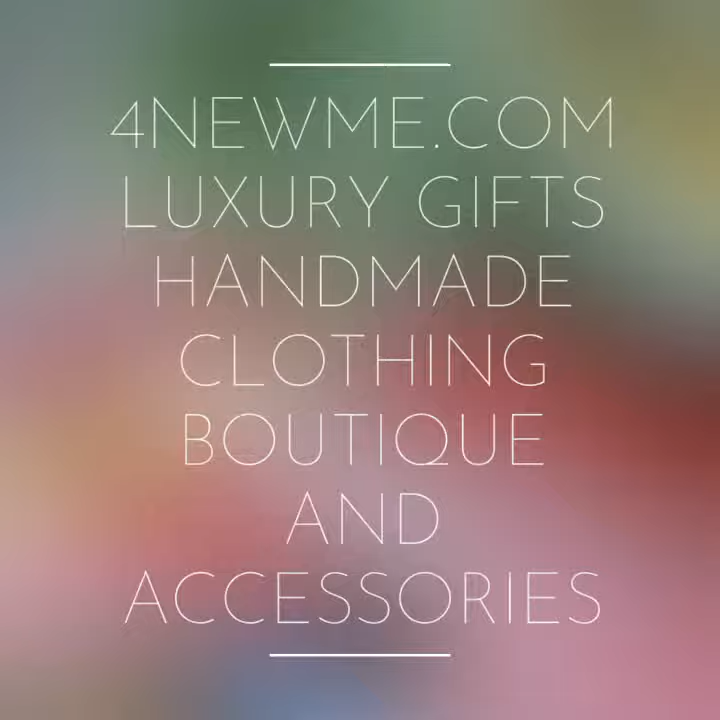 4NEWME.COM
LUXURY GIFTS
HANDMADE
CLOTHING
BOUTIQUE
AND
ACCESSORIES